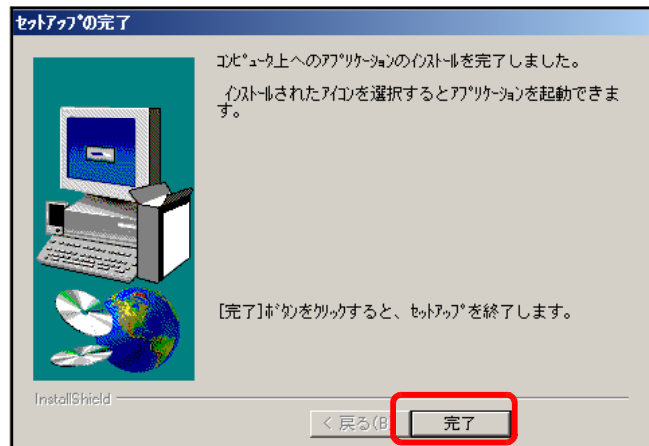 ｾｯﾄｱｯﾌﾟの完了
ｺﾝﾋﾟｭｰﾀ上へのｱﾌﾟﾘｹｰｼｮﾝのｲﾝｽﾄｰﾙを完了しました。
ｲﾝｽﾄｰﾙされたｱｲｺﾝを選択するとｱﾌﾟﾘｹｰｼｮﾝを起動できま
す。
[完了]ﾎﾞﾀﾝをｸﾘｯｸすると、ｾｯﾄｱｯﾌﾟを終了します。
InstallShield
< 戻る(B
完了